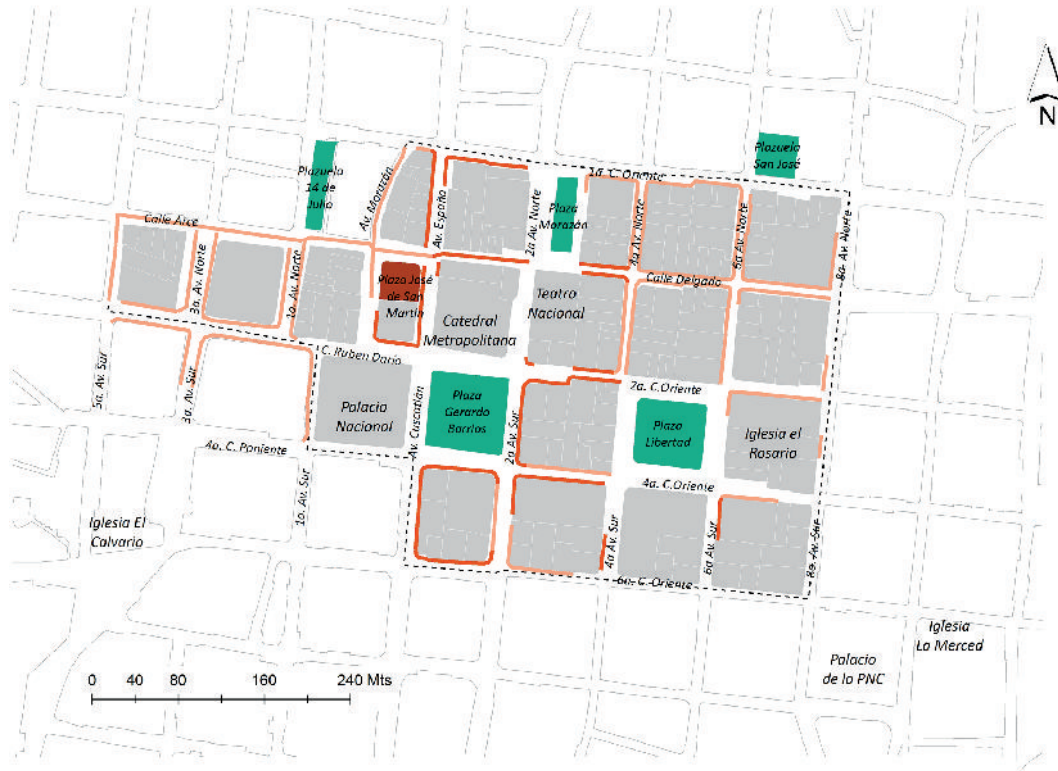 N
Plazuela
San José
Plazuela
14 de
Julio
Av. Morazán
Av. España
2a Av. Norte
Plaza
Morazán
1a. C. Oriente
4a Av. Norte
6a Av. Norte
8a. Av. Norte
Calle Arce
3a. Av. Norte
1a. Av. Norte
Plaza José
de San
Martín
Catedral
Metropolitana
Teatro
Nacional
Calle Delgado
C. Ruben Darío
2a. C.Oriente
5a. Av. Sur
3a. Av. Sur
Palacio
Nacional
Av. Cuscatlán
Plaza
Gerardo
Barrios
2a Av. Sur
Plaza
Libertad
Iglesia el
Rosario
4a. C. Poniente
1a. Av. Sur
4a. C.Oriente
4a Av. Sur
6a Av. Sur
8a. Av. Sur
6a. C. Oriente
Iglesia El
Calvario
Iglesia
La Merced
Palacio
de la PNC
0 40 80 160 240 Mts